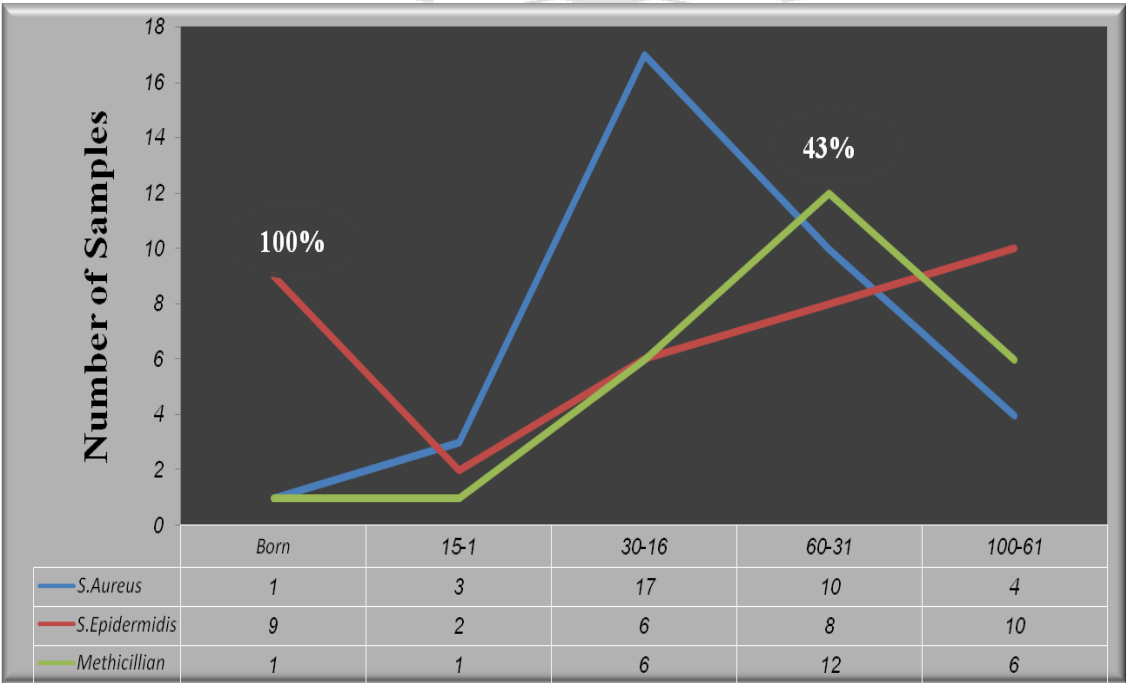 Number of Samples
18
16
14
12
10
8
6
4
2
0
100%
43%
Born 15-1 30-16 60-31 100-61
S.Aureus 1 3 17 10 4
S.Epidermidis 9 2 6 8 10
Methicillian 1 1 6 12 6